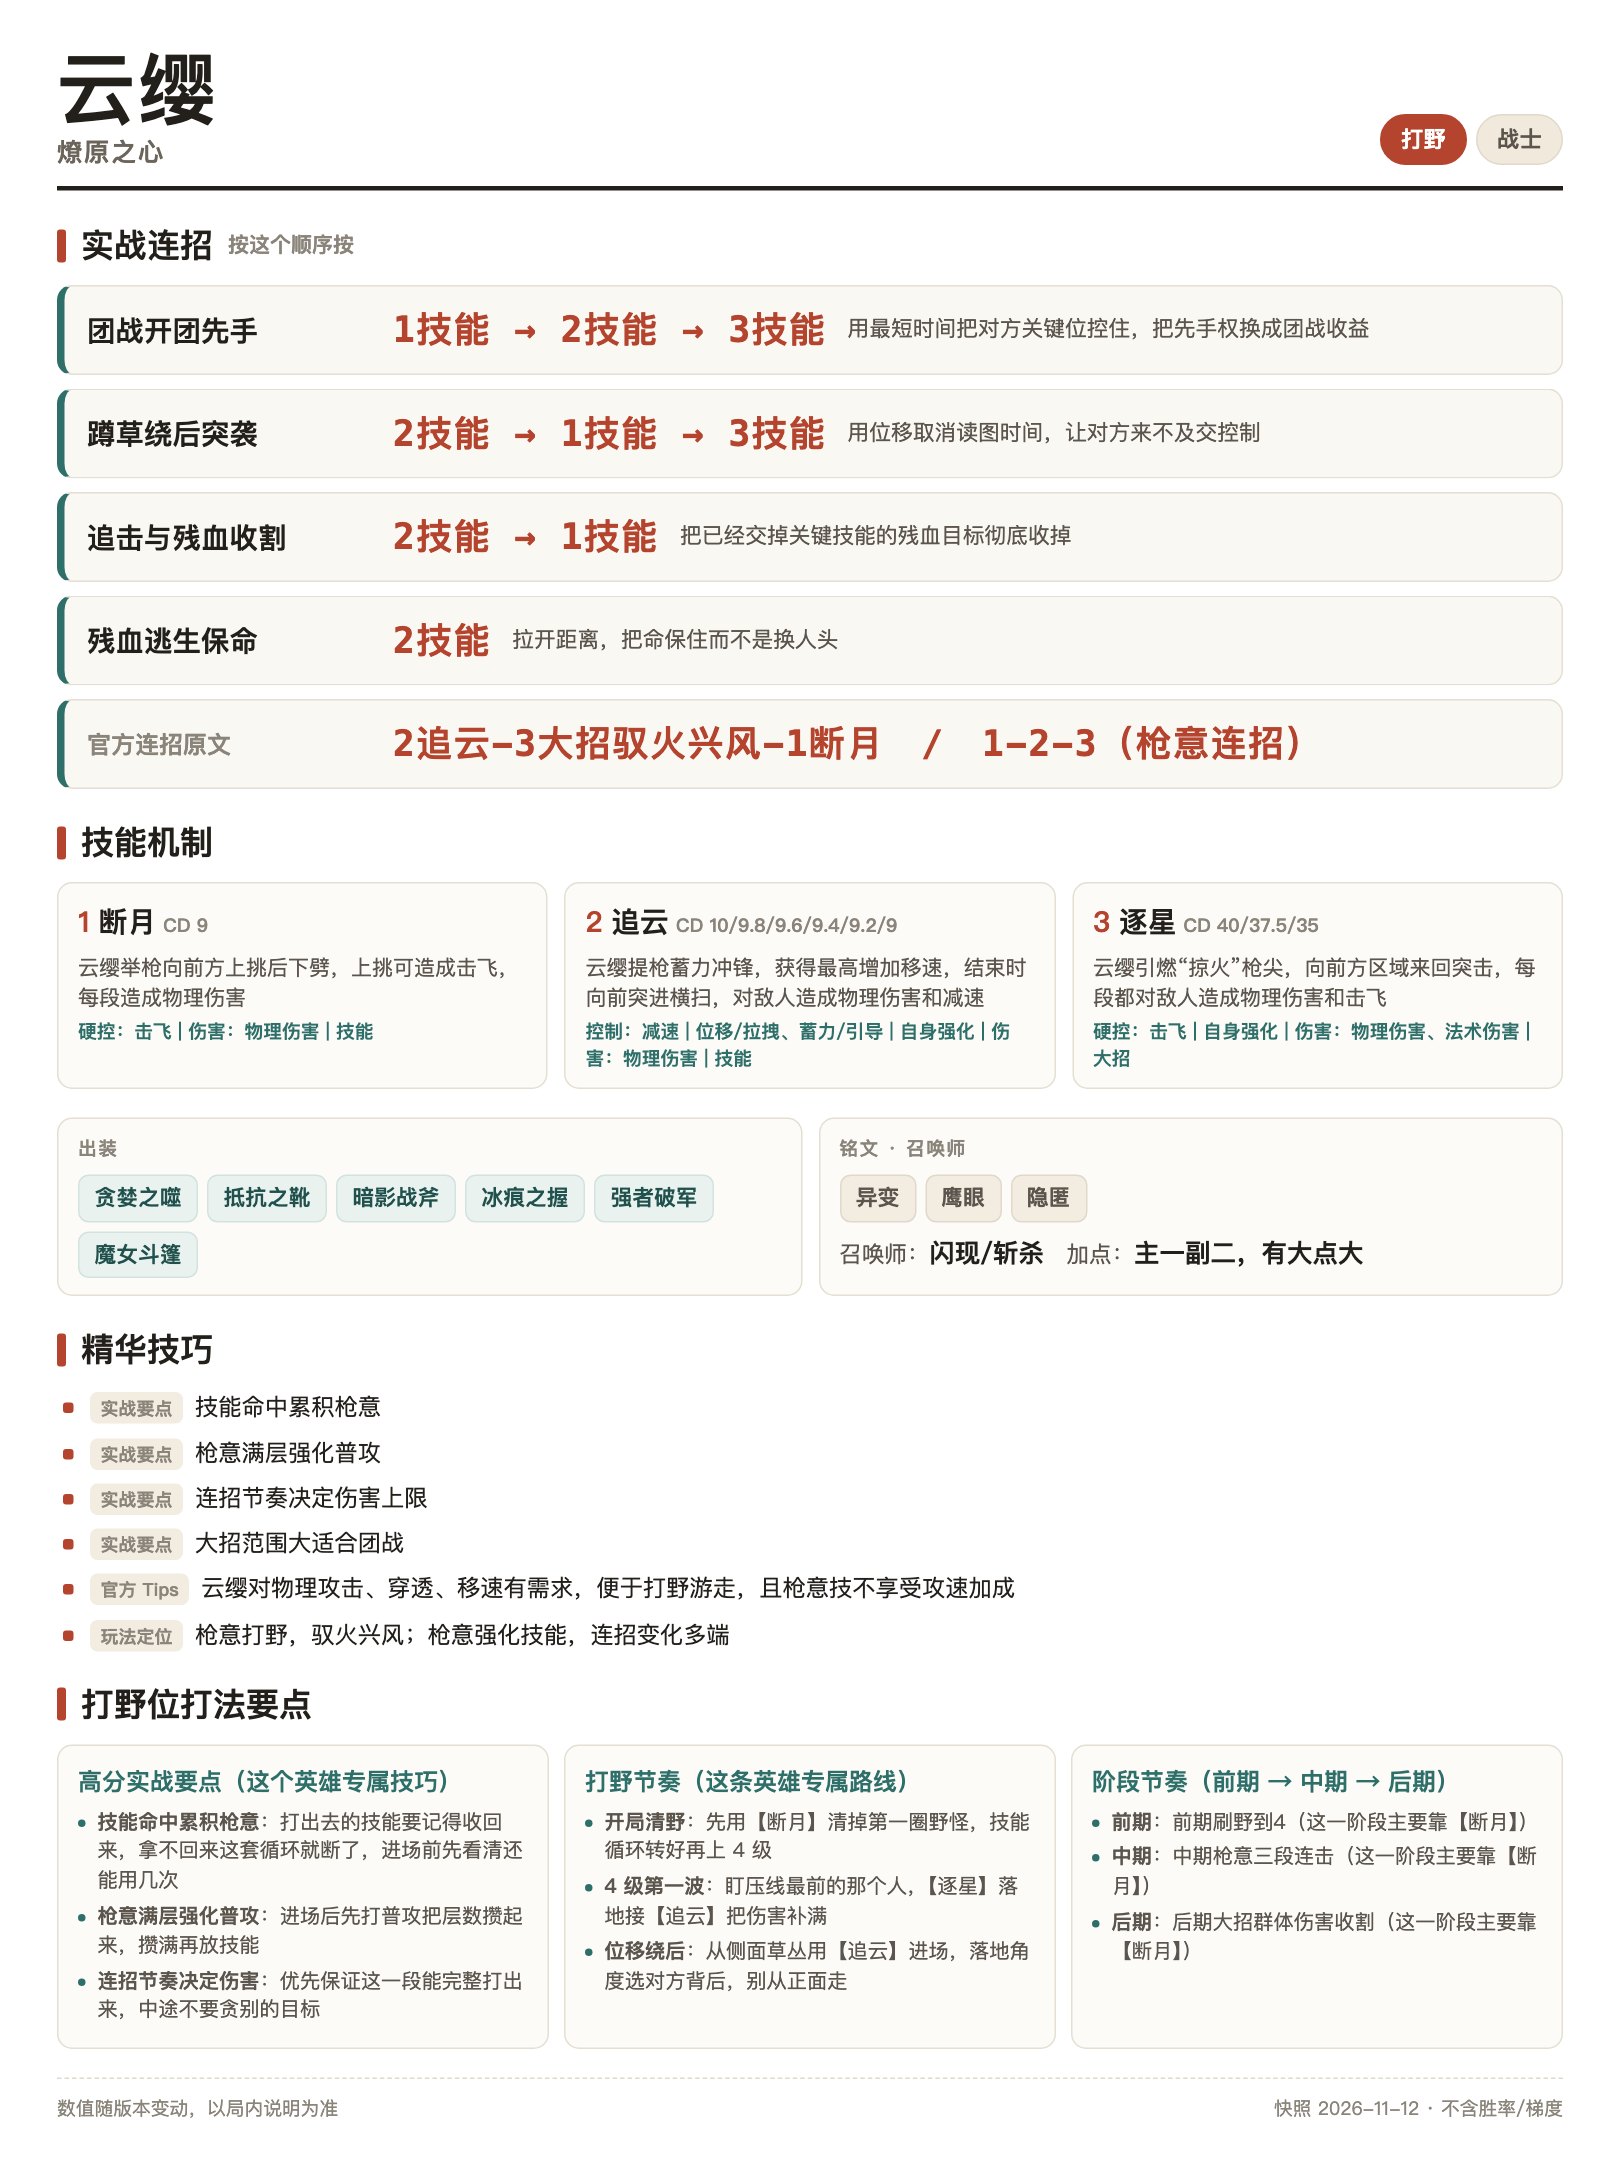 云缨
燎原之心
打野
战士
实战连招 按这个顺序按
团战开团先手 1技能 → 2技能 → 3技能 用最短时间把对方关键位控住，把先手权换成团战收益
蹲草绕后突袭 2技能 → 1技能 → 3技能 用位移取消读图时间，让对方来不及交控制
追击与残血收割 2技能 → 1技能 把已经交掉关键技能的残血目标彻底收掉
残血逃生保命 2技能 拉开距离，把命保住而不是换人头
官方连招原文 2追云-3大招驭火兴风-1断月 / 1-2-3（枪意连招）
技能机制
1 断月 CD 9
云缨举枪向前方上挑后下劈，上挑可造成击飞，
每段造成物理伤害
硬控：击飞 | 伤害：物理伤害 | 技能
2 追云 CD 10/9.8/9.6/9.4/9.2/9
云缨提枪蓄力冲锋，获得最高增加移速，结束时
向前突进横扫，对敌人造成物理伤害和减速
控制：减速 | 位移/拉拽、蓄力/引导 | 自身强化 | 伤
害：物理伤害 | 技能
3 逐星 CD 40/37.5/35
云缨引燃“掠火”枪尖，向前方区域来回突击，每
段都对敌人造成物理伤害和击飞
硬控：击飞 | 自身强化 | 伤害：物理伤害、法术伤害 |
大招
出装
贪婪之噬 抵抗之靴 暗影战斧 冰痕之握 强者破军
魔女斗篷
铭文 · 召唤师
异变 鹰眼 隐匿
召唤师：闪现/斩杀 加点：主一副二，有大点大
精华技巧
实战要点 技能命中累积枪意
实战要点 枪意满层强化普攻
实战要点 连招节奏决定伤害上限
实战要点 大招范围大适合团战
官方 Tips 云缨对物理攻击、穿透、移速有需求，便于打野游走，且枪意技不享受攻速加成
玩法定位 枪意打野，驭火兴风；枪意强化技能，连招变化多端
打野位打法要点
高分实战要点（这个英雄专属技巧）
技能命中累积枪意：打出去的技能要记得收回
来，拿不回来这套循环就断了，进场前先看清还
能用几次
枪意满层强化普攻：进场后先打普攻把层数攒起
来，攒满再放技能
连招节奏决定伤害：优先保证这一段能完整打出
来，中途不要贪别的目标
打野节奏（这条英雄专属路线）
开局清野：先用【断月】清掉第一圈野怪，技能
循环转好再上 4 级
4 级第一波：盯压线最前的那个人，【逐星】落
地接【追云】把伤害补满
位移绕后：从侧面草丛用【追云】进场，落地角
度选对方背后，别从正面走
阶段节奏（前期 → 中期 → 后期）
前期：前期刷野到4（这一阶段主要靠【断月】）
中期：中期枪意三段连击（这一阶段主要靠【断
月】）
后期：后期大招群体伤害收割（这一阶段主要靠
【断月】）
数值随版本变动，以局内说明为准
快照 2026-11-12 · 不含胜率/梯度